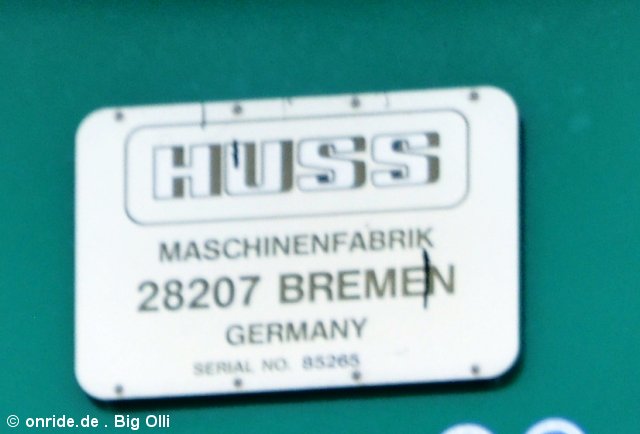 HUSS
MASCHINENFABRIK
28207 BREMEN
GERMANY
SERIAL NO. 85265
© onride.de . Big Olli